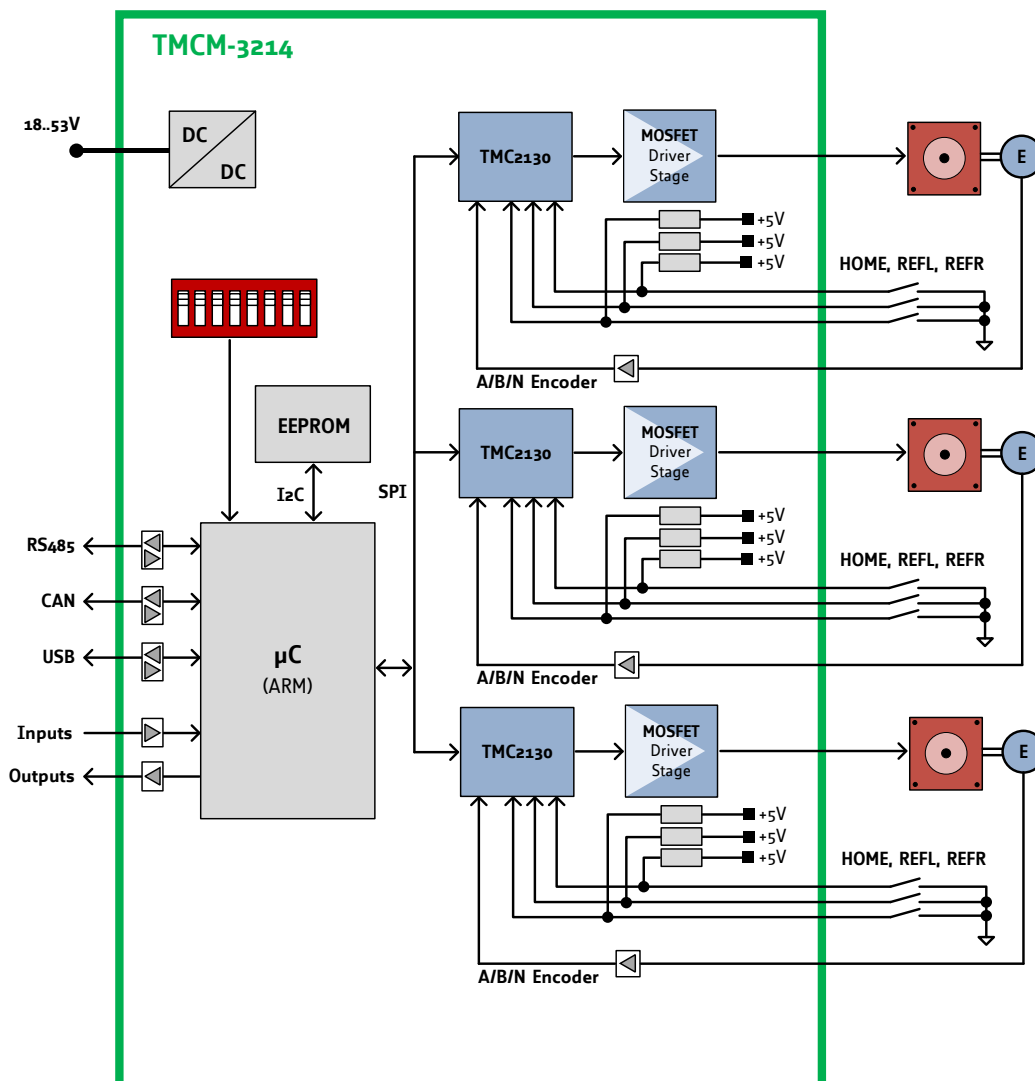 TMCM-3214
18..53V
DC
DC
TMC2130
MOSFET
Driver
Stage
E
+5V
+5V
+5V
HOME, REFL, REFR
A/B/N Encoder
EEPROM
I2C
SPI
TMC2130
MOSFET
Driver
Stage
E
+5V
+5V
+5V
HOME, REFL, REFR
A/B/N Encoder
RS485
CAN
USB
Inputs
Outputs
µC
(ARM)
TMC2130
MOSFET
Driver
Stage
E
+5V
+5V
+5V
HOME, REFL, REFR
A/B/N Encoder